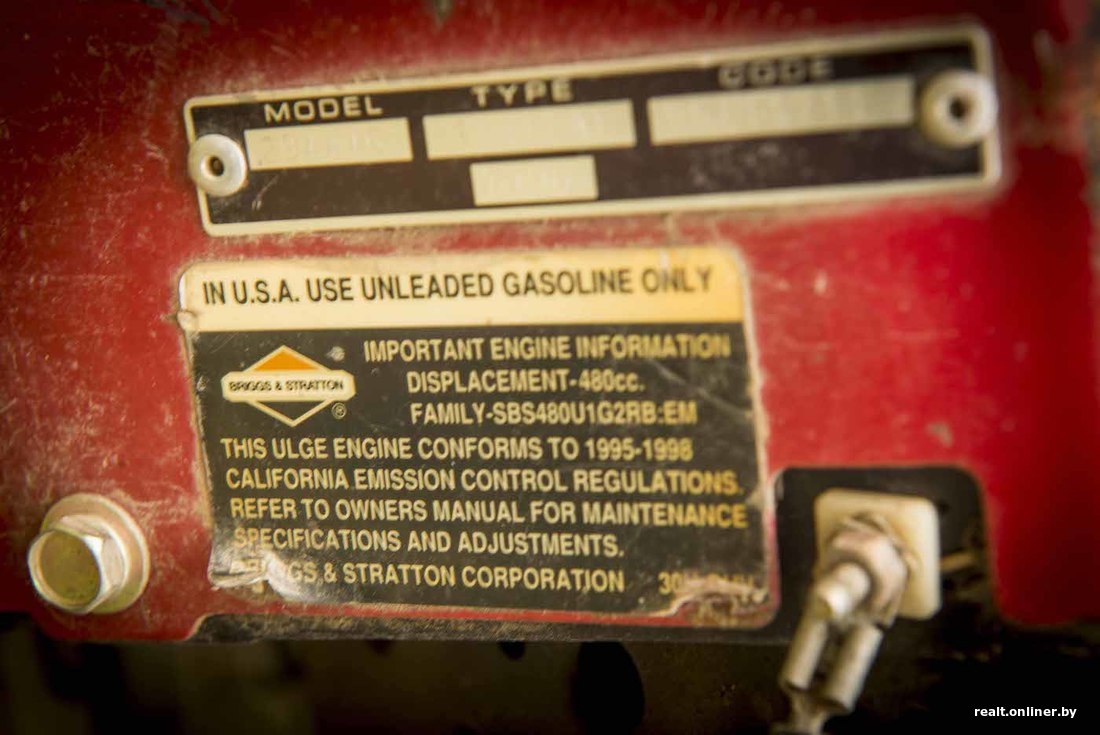 MODEL TYPE CODE
IN U.S.A. USE UNLEADED GASOLINE ONLY
BRIGGS & STRATTON
®
IMPORTANT ENGINE INFORMATION
DISPLACEMENT-480cc.
FAMILY-SBS480U1G2RB:EM
THIS ULGE ENGINE CONFORMS TO 1995-1998
CALIFORNIA EMISSION CONTROL REGULATIONS.
REFER TO OWNERS MANUAL FOR MAINTENANCE
SPECIFICATIONS AND ADJUSTMENTS.
BRIGGS & STRATTON CORPORATION
realt.onliner.by